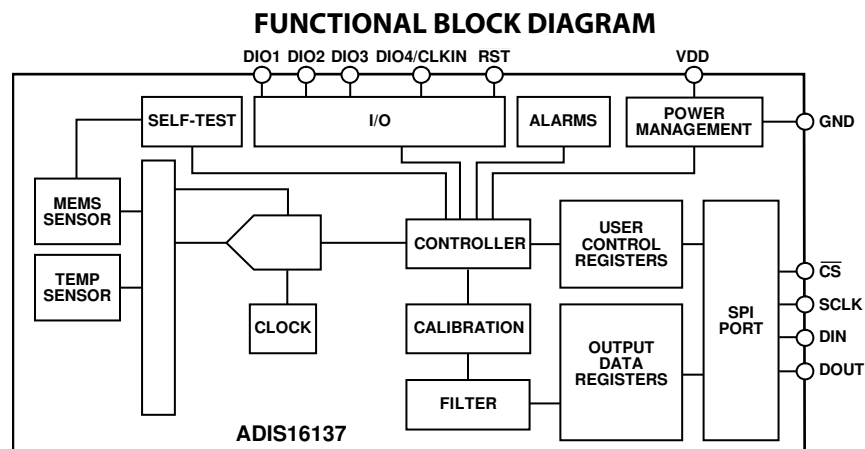 FUNCTIONAL BLOCK DIAGRAM
DIO1 DIO2 DIO3 DIO4/CLKIN RST VDD
SELF-TEST
I/O
ALARMS
POWER
MANAGEMENT
GND
MEMS
SENSOR
TEMP
SENSOR
CLOCK
CONTROLLER
CALIBRATION
FILTER
USER
CONTROL
REGISTERS
OUTPUT
DATA
REGISTERS
SPI
PORT
CS
SCLK
DIN
DOUT
ADIS16137